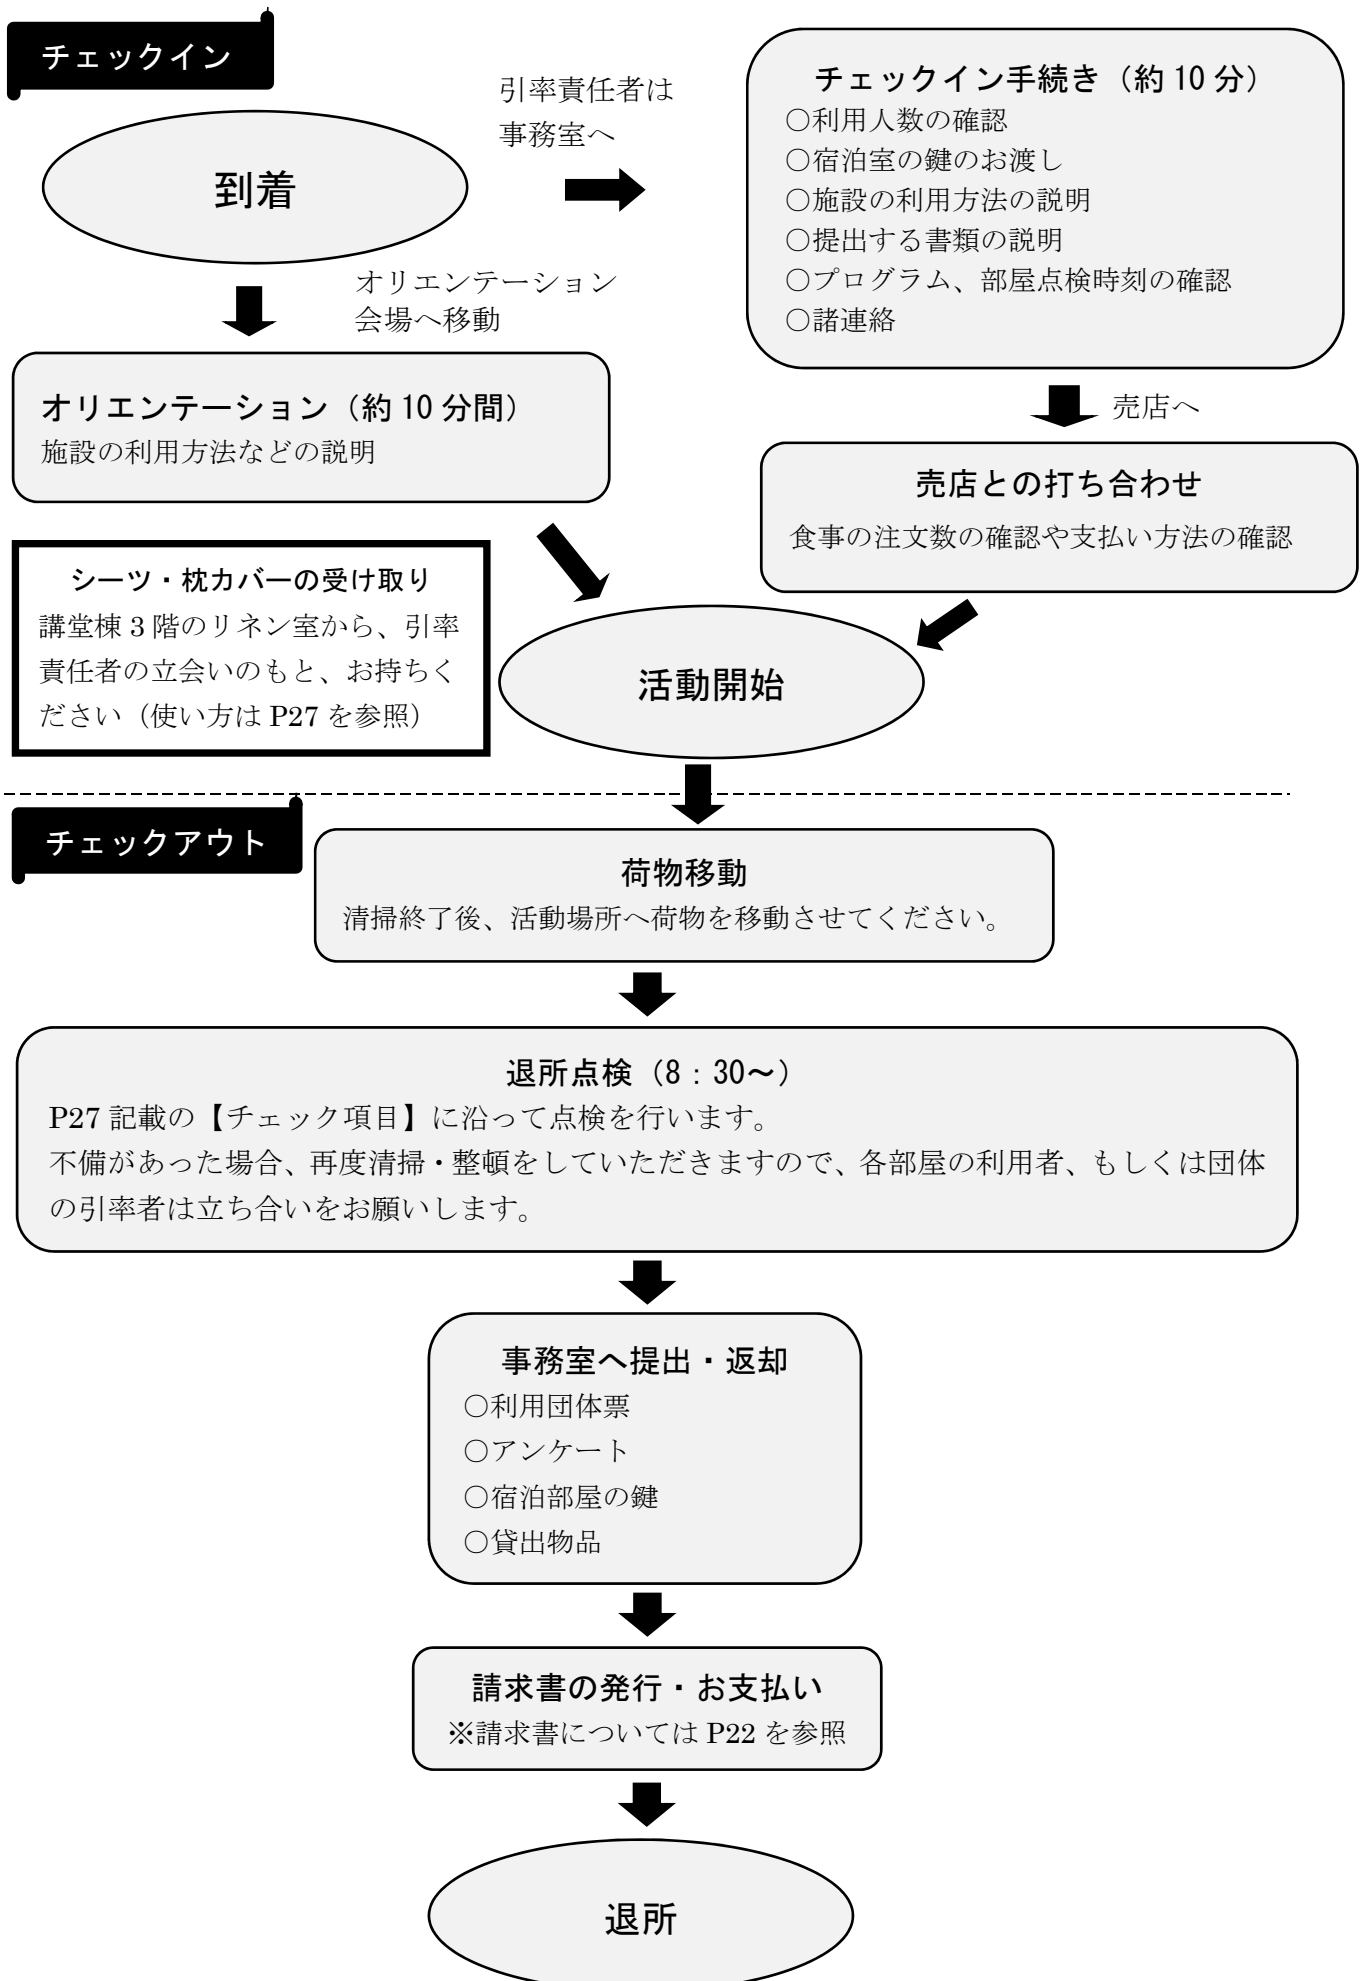 チェックイン
到着
引率責任者は
事務室へ
チェックイン手続き（約 10 分）
○利用人数の確認
○宿泊室の鍵のお渡し
○施設の利用方法の説明
○提出する書類の説明
○プログラム、部屋点検時刻の確認
○諸連絡
オリエンテーション
会場へ移動
オリエンテーション（約 10 分間）
施設の利用方法などの説明
売店へ
売店との打ち合わせ
食事の注文数の確認や支払い方法の確認
シーツ・枕カバーの受け取り
講堂棟 3 階のリネン室から、引率
責任者の立会いのもと、お持ちく
ださい（使い方は P27 を参照）
活動開始
チェックアウト
荷物移動
清掃終了後、活動場所へ荷物を移動させてください。
退所点検（8：30～）
P27 記載の【チェック項目】に沿って点検を行います。
不備があった場合、再度清掃・整頓をしていただきますので、各部屋の利用者、もしくは団体
の引率者は立ち合いをお願いします。
事務室へ提出・返却
○利用団体票
○アンケート
○宿泊部屋の鍵
○貸出物品
請求書の発行・お支払い
※請求書については P22 を参照
退所